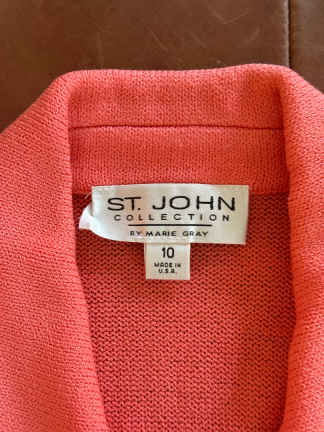 ST. JOHN
COLLECTION
BY MARIE GRAY
10
MADE IN
U.S.A.